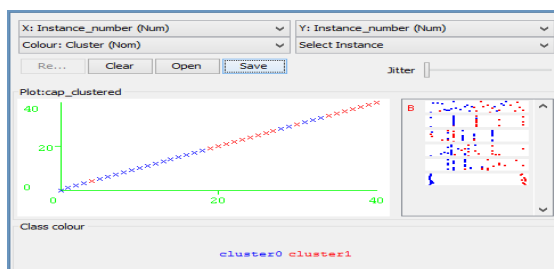 X: Instance_number (Num) Y: Instance_number (Num)
Colour: Cluster (Nom) Select Instance
Re... Clear Open Save Jitter
Plot:cap_clustered
40
20
0
0 20 40
B
Class colour
cluster0 cluster1